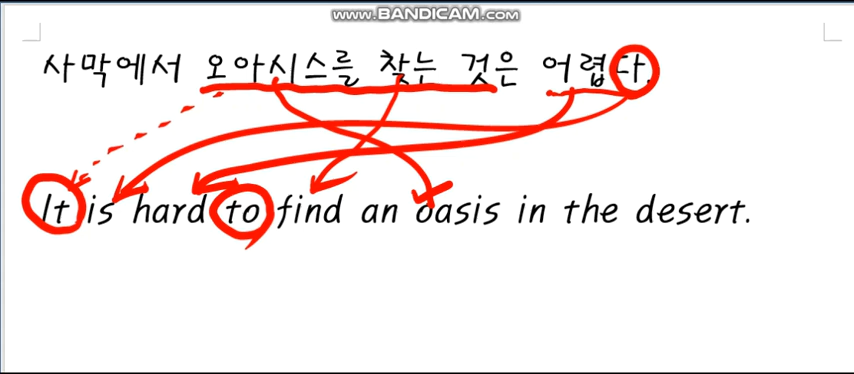 www.BANDICAM.com
사막에서 오아시스를 찾는 것은 어렵다.
It is hard to find an oasis in the desert.